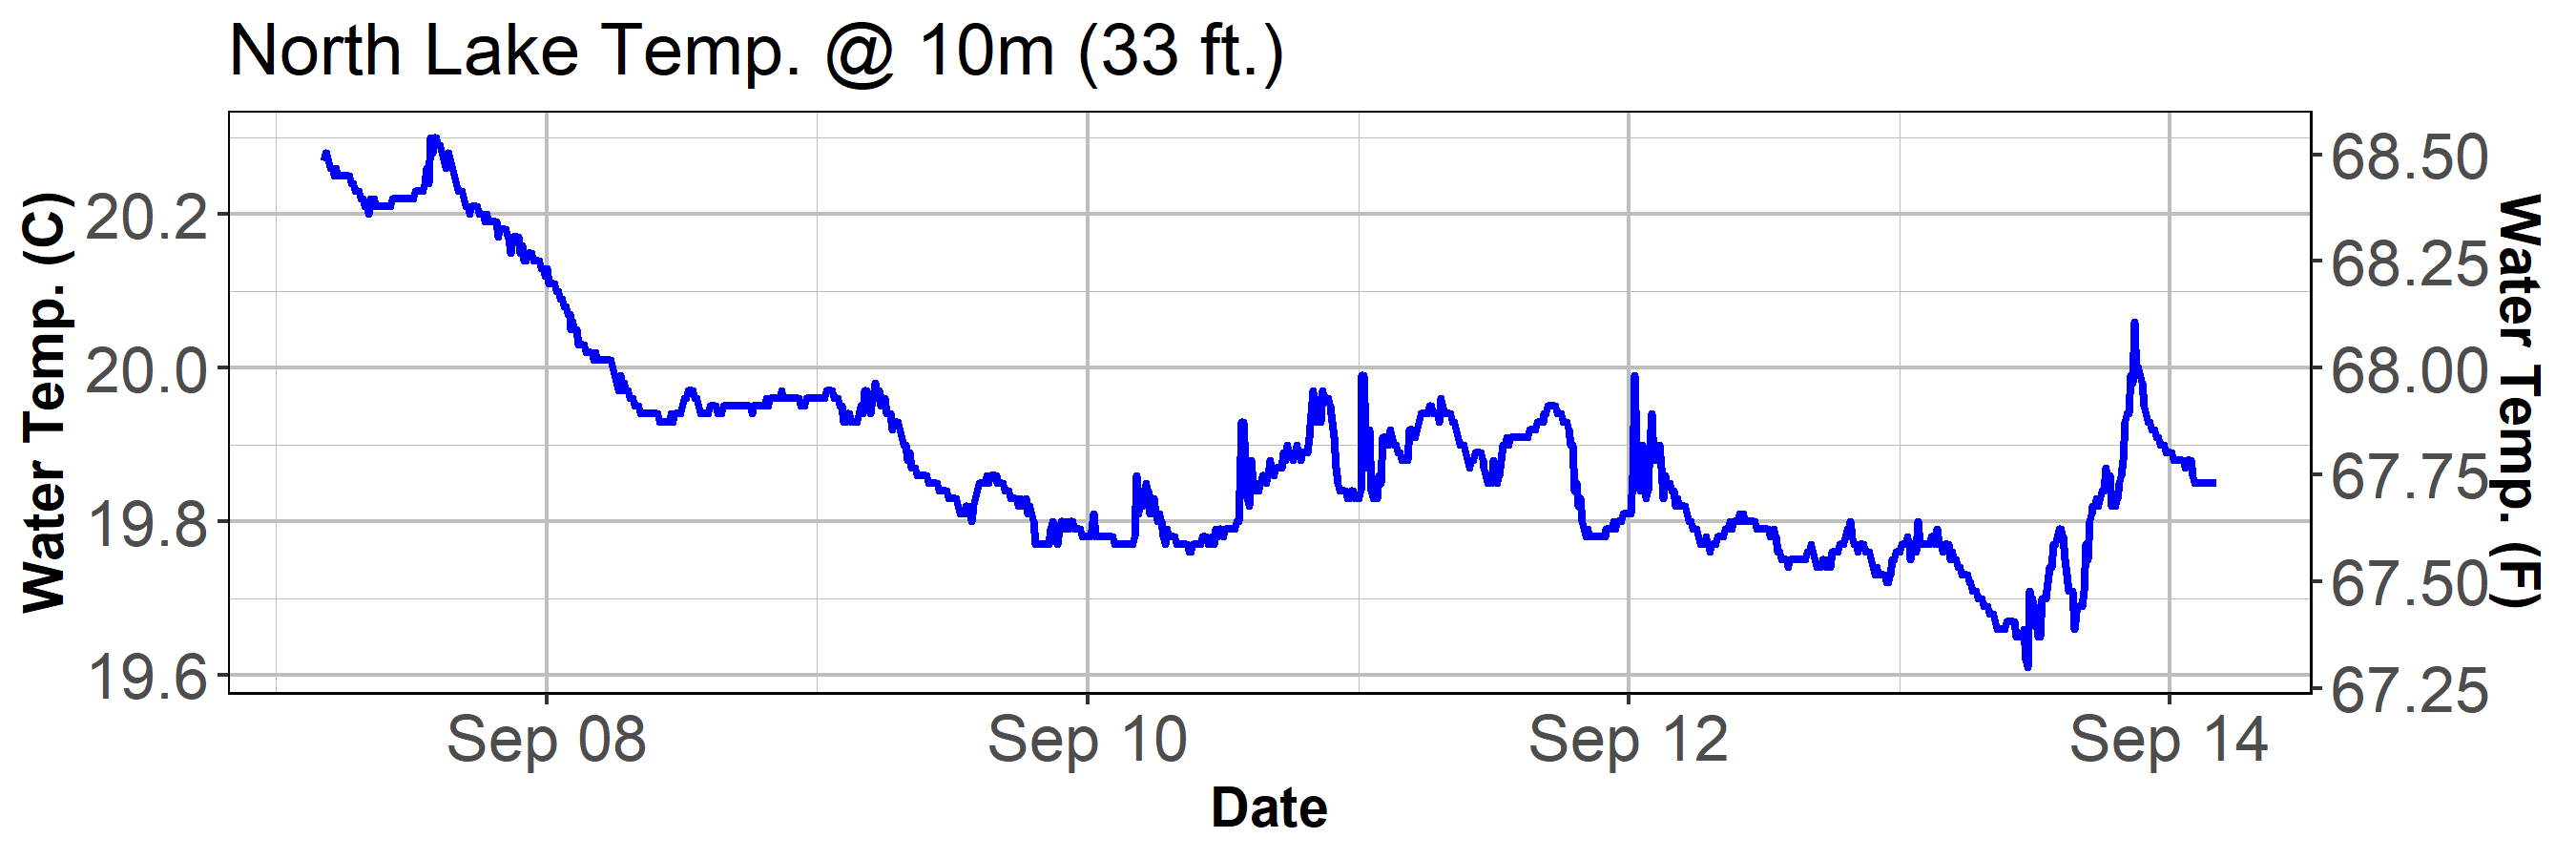 North Lake Temp. @ 10m (33 ft.)
Water Temp. (C)
20.2
20.0
19.8
19.6
68.50
68.25
68.00
67.75
67.50
67.25
Water Temp. (F)
Sep 08
Sep 10
Sep 12
Sep 14
Date